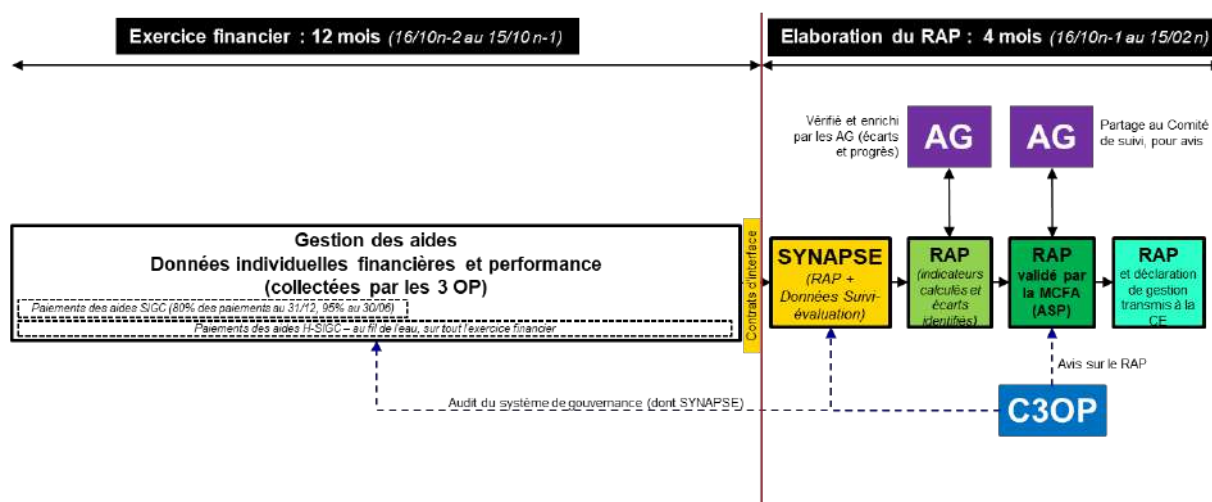 Exercice financier : 12 mois (16/10n-2 au 15/10 n-1)
Elaboration du RAP : 4 mois (16/10n-1 au 15/02 n)
Vérifié et enrichi
par les AG (écarts
et progrès)
AG
AG
Partage au Comité
de suivi, pour avis
Gestion des aides
Données individuelles financières et performance
(collectées par les 3 OP)
Paiements des aides SIGC (80% des paiements au 31/12, 95% au 30/06)
Paiements des aides H-SIGC – au fil de l'eau, sur tout l'exercice financier
Contrats d'interface
SYNAPSE
(RAP +
Données Suivi-
évaluation)
RAP
(indicateurs
calculés et
écarts
identifiés)
RAP
validé par
la MCFA
(ASP)
RAP
et déclaration
de gestion
transmis à la
CE
Avis sur le RAP
Audit du système de gouvernance (dont SYNAPSE)
C3OP